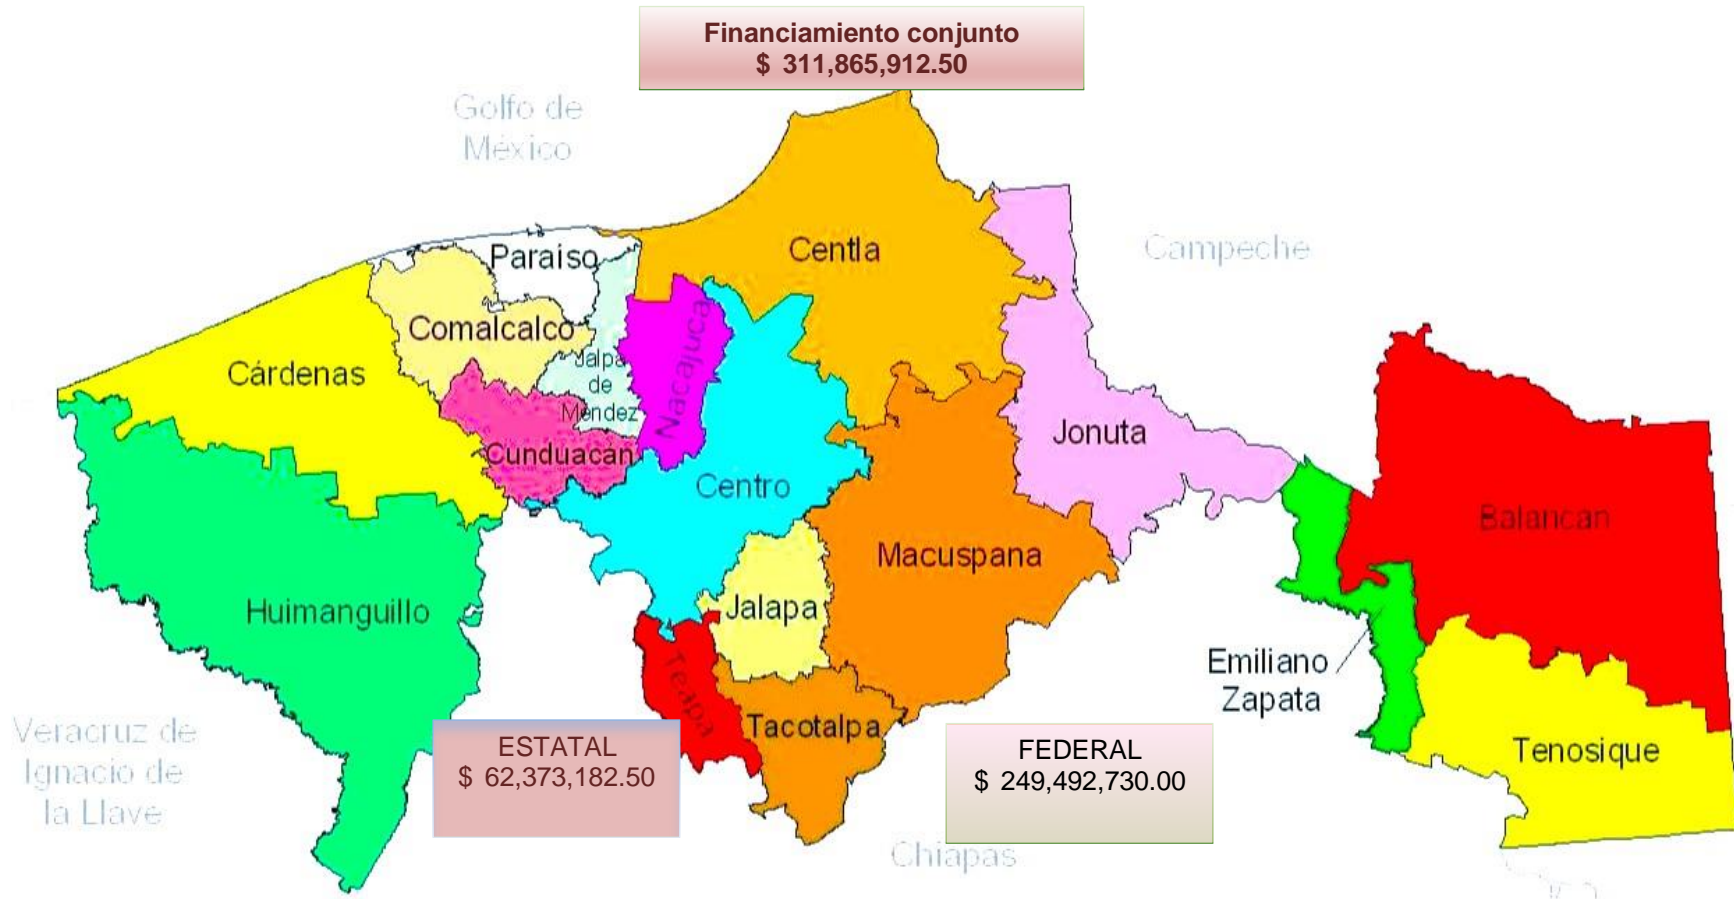 Financiamiento conjunto
$ 311,865,912.50
Golfo de
México
Campeche
Centla
Paraiso
Comalcalco
Cárdenas
Jalpa
de
Méndez
Nacajuca
Cunduacán
Centro
Jonuta
Macuspana
Balancan
Huimanguillo
Jalapa
Teapa
Tacotalpa
Emiliano
Zapata
Tenosique
Veracruz de
Ignacio de
la Llave
ESTATAL
$ 62,373,182.50
FEDERAL
$ 249,492,730.00
Chiapas